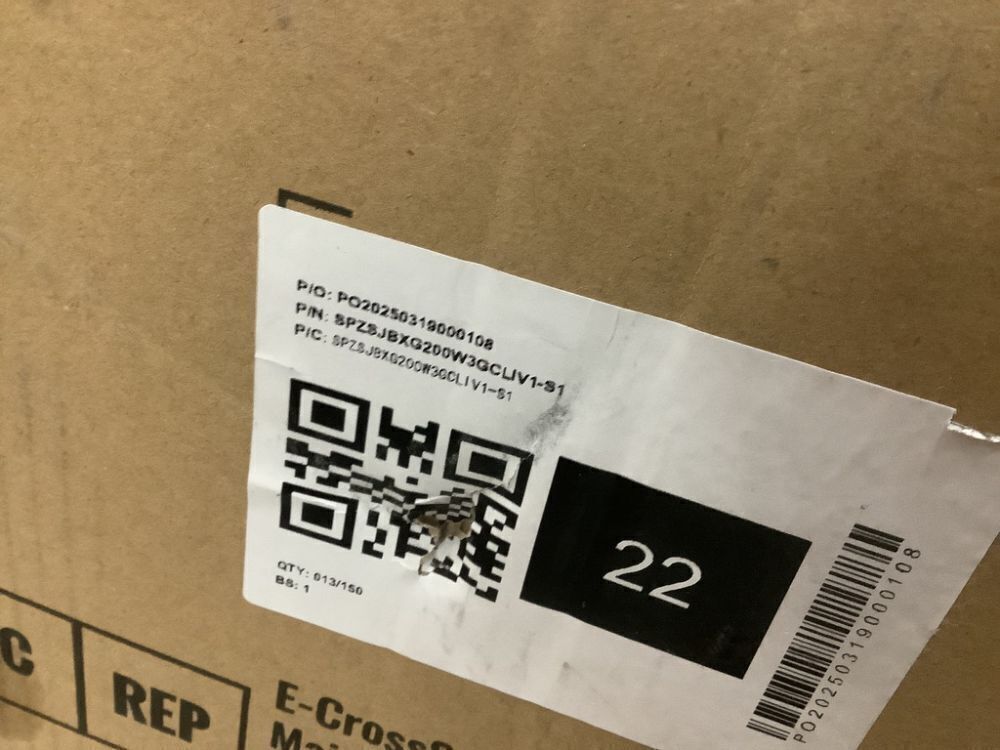 P/O: PO20250319000108
P/N: SPZSJBXG200W3GCLIV1-S1
P/C: SPZSJBXG200W3GCLIV1-S1
QTY: 013/150
BS: 1
22
PO20250319000108
C REP
E-Cross